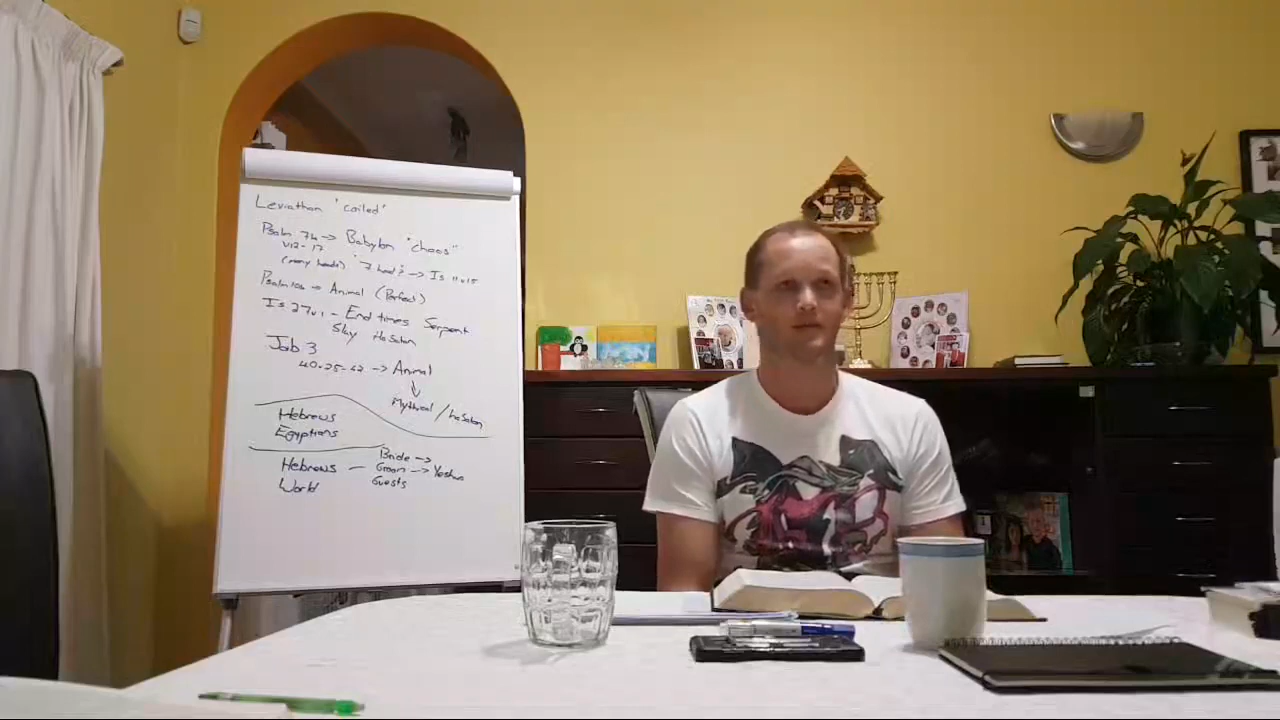 Leviathan 'coiled'
Psalm 74 → Babylon "chaos"
v12-17
(many heads) "7 heads" → Is 11v15
Psalm 104 → Animal (Perfect)
Is 27v1 - End times Serpent
Sky HaSatan
Job 3
40:25-42 → Animal
Mythical / HaSatan
Hebrews
Egyptians
Bride →
Hebrews — Groom → Yeshua
World Guests